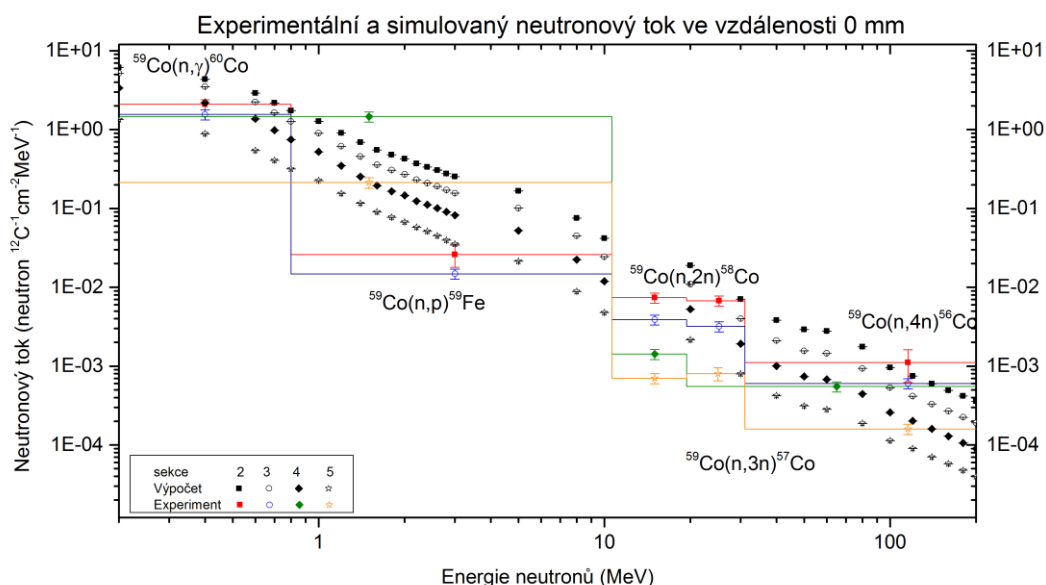 Experimentální a simulovaný neutronový tok ve vzdálenosti 0 mm
1E+01 1E+01
⁵⁹Co(n,γ)⁶⁰Co
1E+00 1E+00
1E-01 1E-01
1E-02 1E-02
1E-03 1E-03
1E-04 1E-04
Neutronový tok (neutron ¹²C⁻¹cm⁻²MeV⁻¹)
⁵⁹Co(n,2n)⁵⁸Co
⁵⁹Co(n,p)⁵⁹Fe
⁵⁹Co(n,4n)⁵⁶Co
⁵⁹Co(n,3n)⁵⁷Co
sekce 2 3 4 5
Výpočet
Experiment
1 10 100
Energie neutronů (MeV)